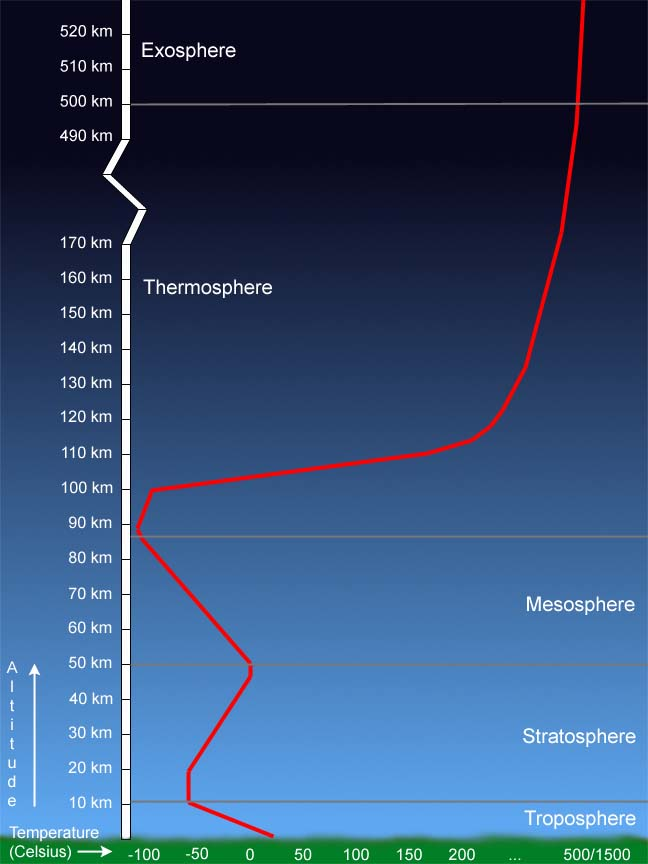 520 km
Exosphere
510 km
500 km
490 km
170 km
Thermosphere
160 km
150 km
140 km
130 km
120 km
110 km
100 km
90 km
80 km
70 km
Mesosphere
60 km
50 km
40 km
30 km
Stratosphere
20 km
10 km
Altitude
Troposphere
Temperature
(Celsius)
-100 -50 0 50 100 150 200 ... 500/1500